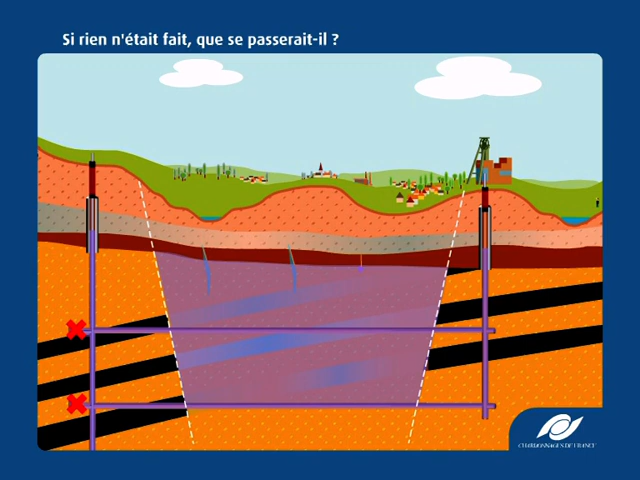 Si rien n'était fait, que se passerait-il ?
CHARBONNAGES DE FRANCE